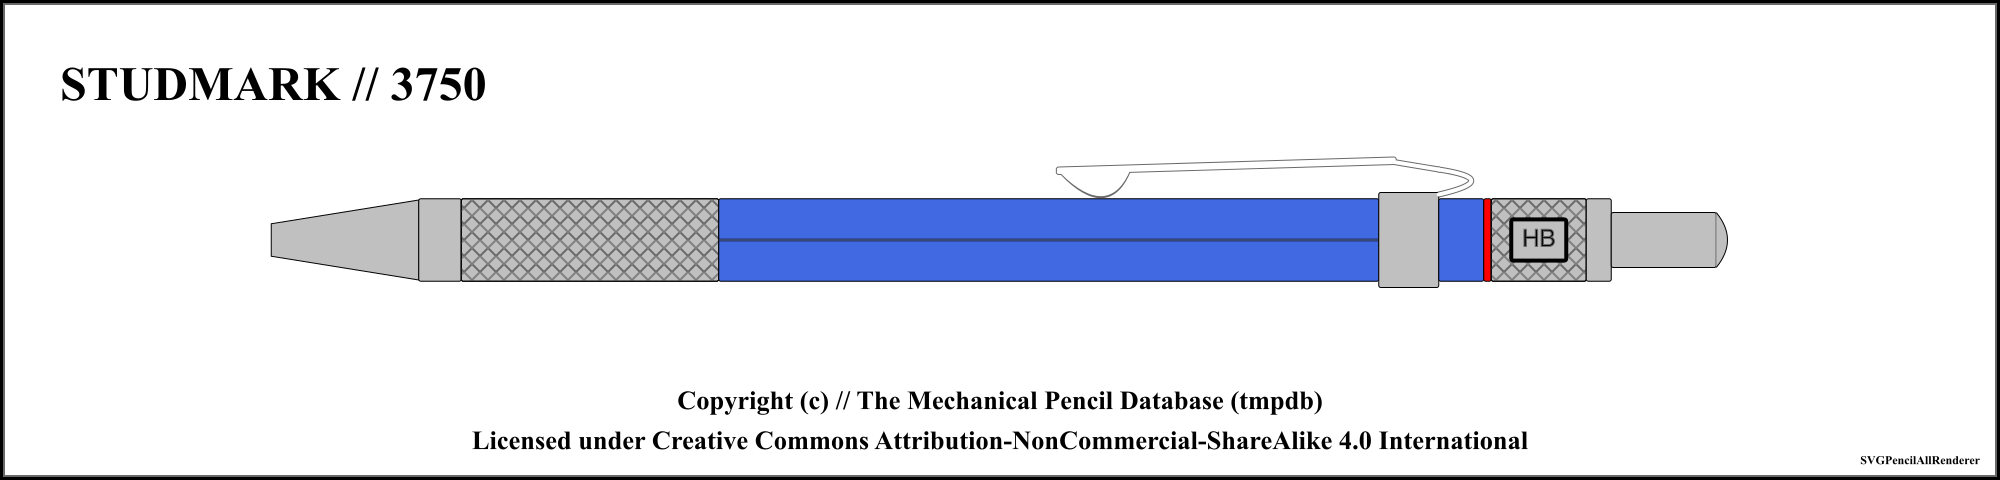 STUDMARK // 3750
HB
Copyright (c) // The Mechanical Pencil Database (tmpdb)
Licensed under Creative Commons Attribution-NonCommercial-ShareAlike 4.0 International
SVGPencilAllRenderer